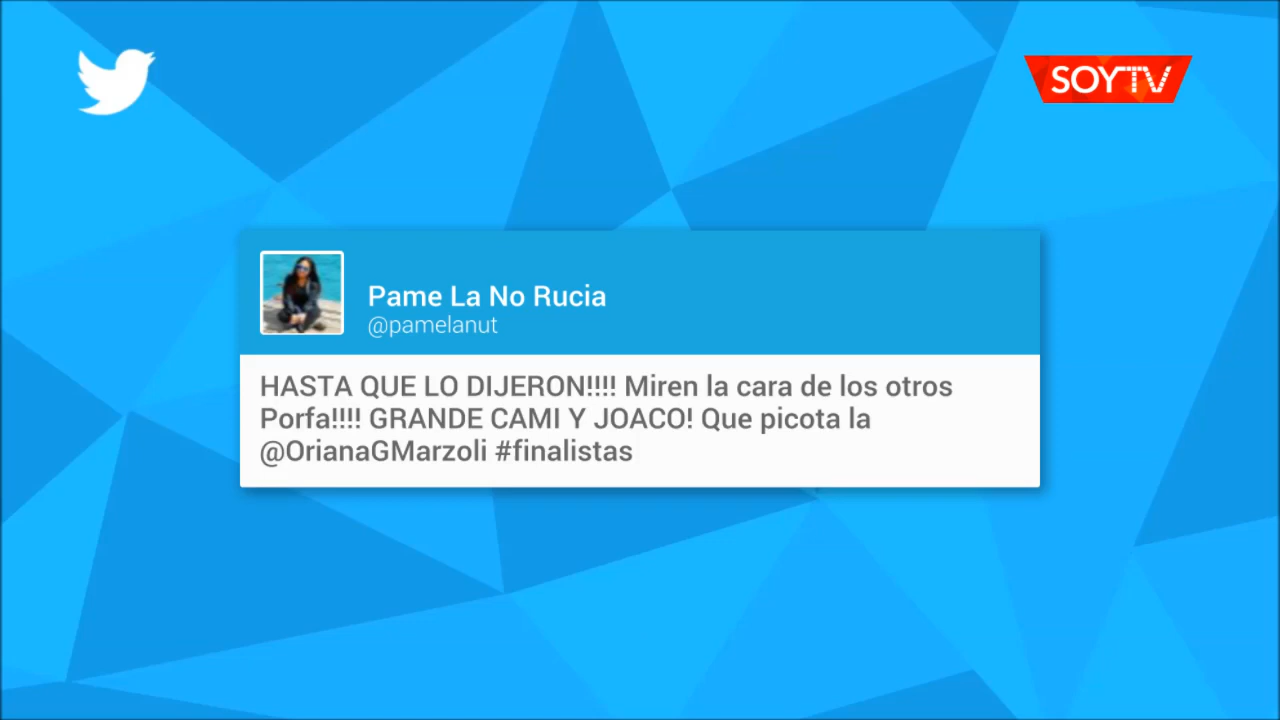 SOYTV
Pame La No Rucia
@pamelanut
HASTA QUE LO DIJERON!!!! Miren la cara de los otros
Porfa!!!! GRANDE CAMI Y JOACO! Que picota la
@OrianaGMarzoli #finalistas